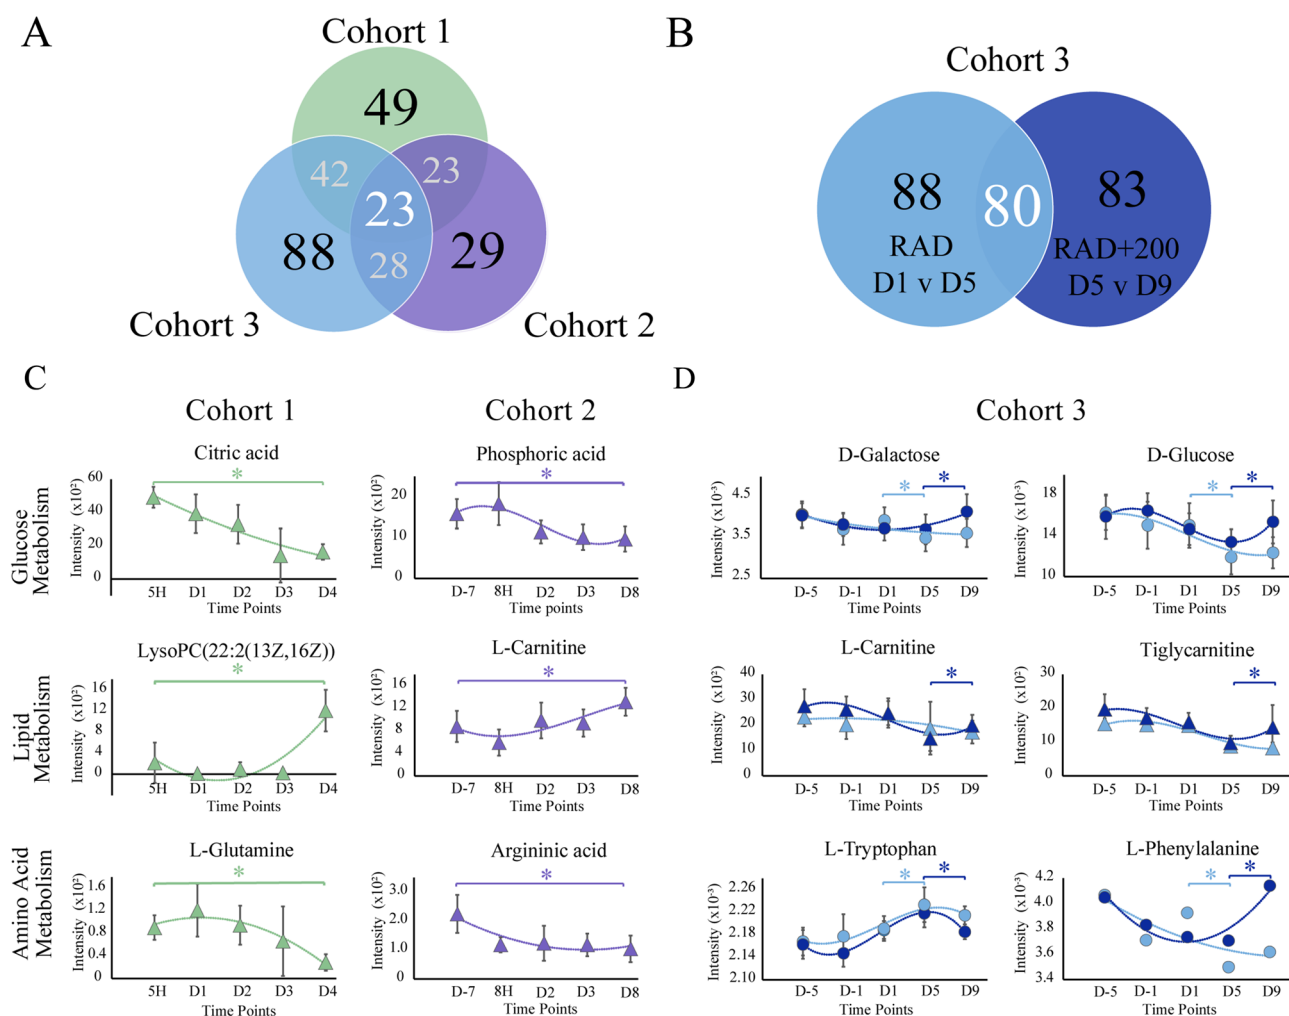 A
Cohort 1
49
42
23
23
88
28
29
Cohort 3
Cohort 2
B
Cohort 3
88
80
83
RAD
D1 v D5
RAD+200
D5 v D9
C
Cohort 1
Cohort 2
Glucose
Metabolism
Citric acid
*
Intensity (x10²)
60
40
20
0
5H D1 D2 D3 D4
Time Points
Phosphoric acid
*
Intensity (x10²)
20
10
0
D-7 8H D2 D3 D8
Time points
Lipid
Metabolism
LysoPC(22:2(13Z,16Z))
*
Intensity (x10²)
16
12
8
4
0
5H D1 D2 D3 D4
Time Points
L-Carnitine
*
Intensity (x10²)
16
12
8
4
0
D-7 8H D2 D3 D8
Time Points
Amino Acid
Metabolism
L-Glutamine
*
Intensity (x10²)
1.6
1.2
0.8
0.4
0
5H D1 D2 D3 D4
Time Points
Argininic acid
*
Intensity (x10²)
3.0
2.0
1.0
0
D-7 8H D2 D3 D8
Time Points
D
Cohort 3
D-Galactose
* *
Intensity (x10⁻³)
4.5
3.5
2.5
D-5 D-1 D1 D5 D9
Time Points
D-Glucose
* *
Intensity (x10⁻³)
18
14
10
D-5 D-1 D1 D5 D9
Time Points
L-Carnitine
*
Intensity (x10²)
40
30
20
10
0
D-5 D-1 D1 D5 D9
Time Points
Tiglycarnitine
*
Intensity (x10²)
30
20
10
0
D-5 D-1 D1 D5 D9
Time Points
L-Tryptophan
* *
Intensity (x10⁻³)
2.26
2.22
2.18
2.14
2.10
D-5 D-1 D1 D5 D9
Time Points
L-Phenylalanine
* *
Intensity (x10⁻³)
4.2
4.0
3.8
3.6
3.4
D-5 D-1 D1 D5 D9
Time Points